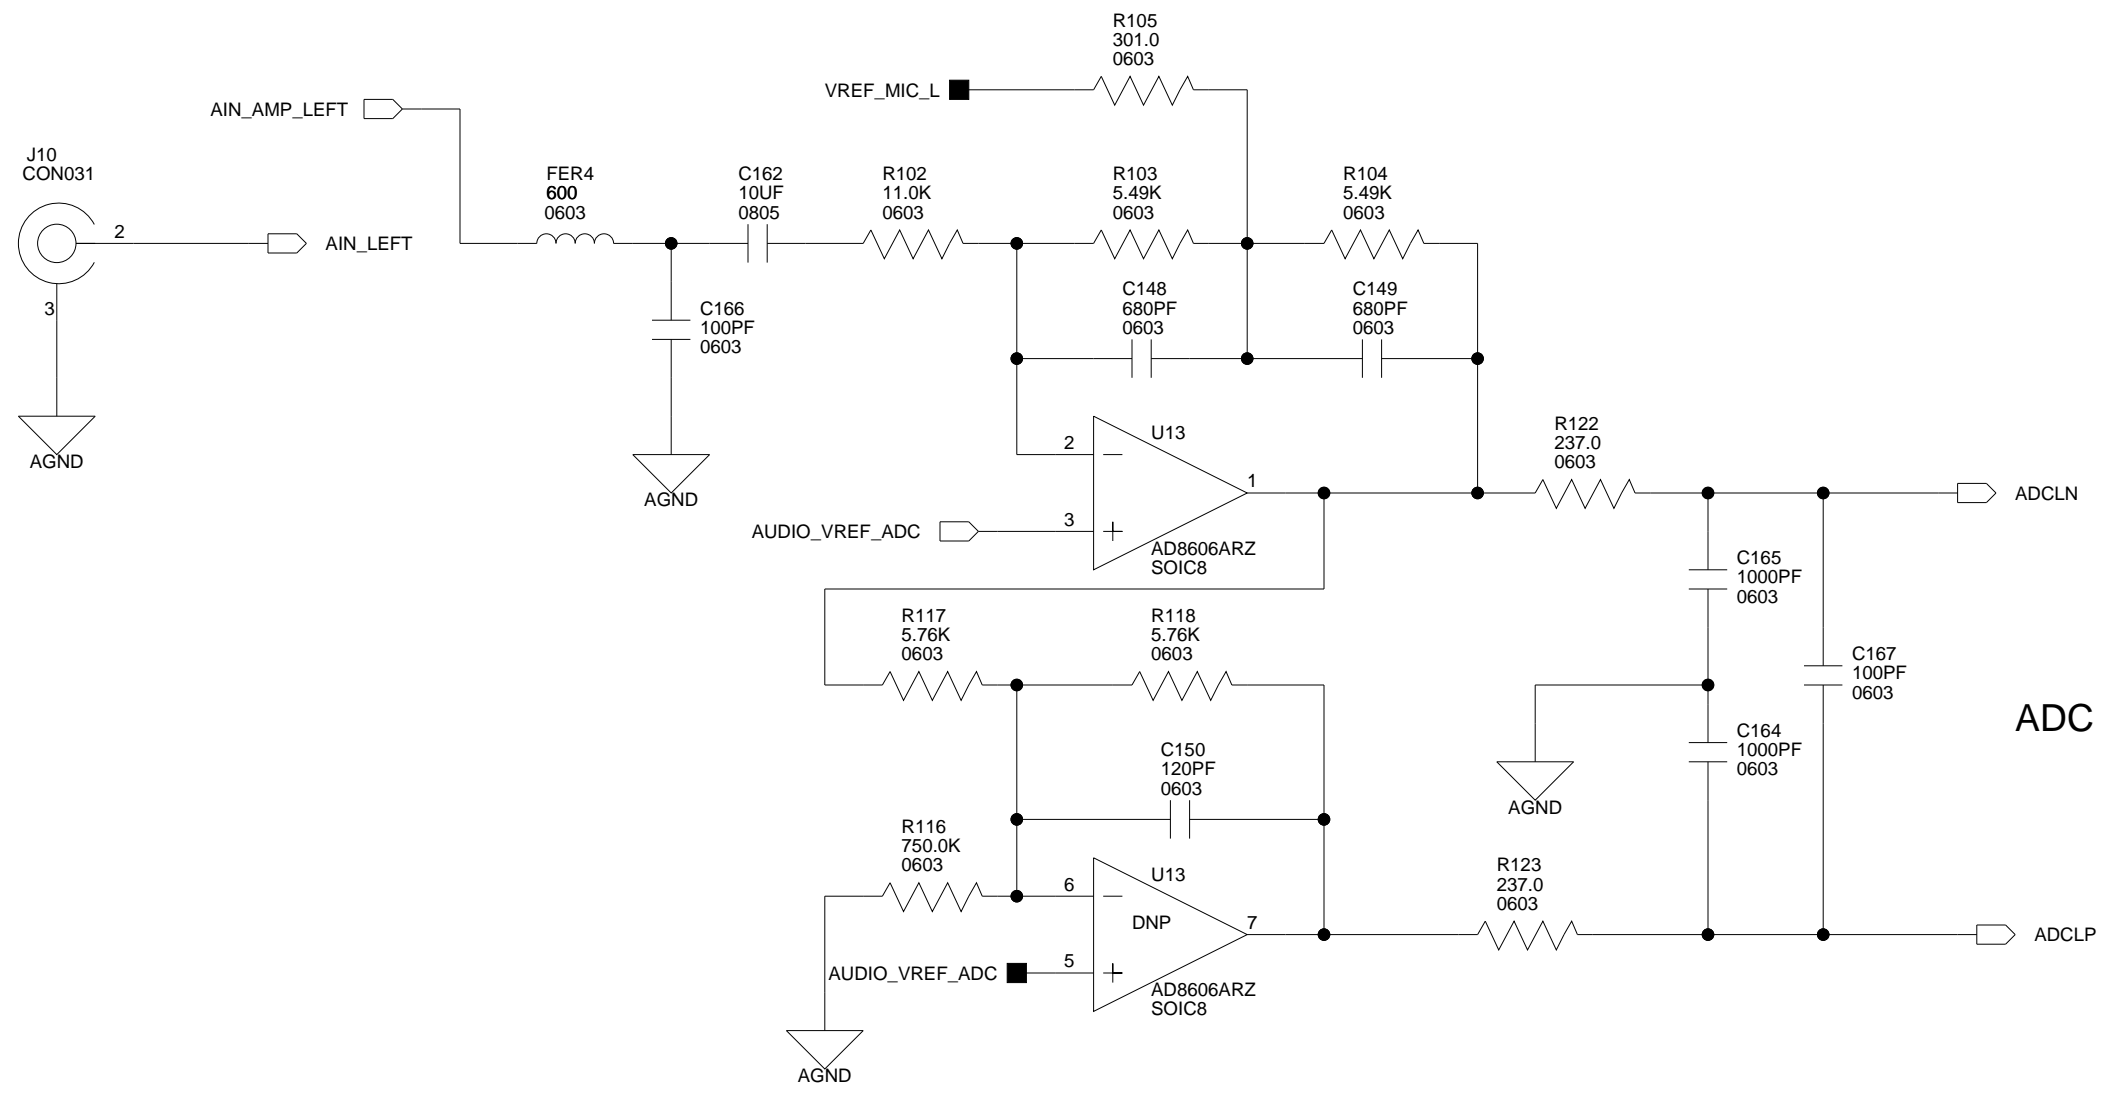 R105
301.0
0603
VREF_MIC_L
AIN_AMP_LEFT
J10
CON031
2
3
AIN_LEFT
AGND
FER4
600
0603
C162
10UF
0805
R102
11.0K
0603
R103
5.49K
0603
R104
5.49K
0603
C166
100PF
0603
AGND
C148
680PF
0603
C149
680PF
0603
U13
2
3
1
AUDIO_VREF_ADC
AD8606ARZ
SOIC8
R122
237.0
0603
ADCLN
C165
1000PF
0603
C167
100PF
0603
R117
5.76K
0603
R118
5.76K
0603
ADC
C164
1000PF
0603
AGND
C150
120PF
0603
R116
750.0K
0603
U13
6
DNP
7
5
AUDIO_VREF_ADC
AD8606ARZ
SOIC8
R123
237.0
0603
ADCLP
AGND